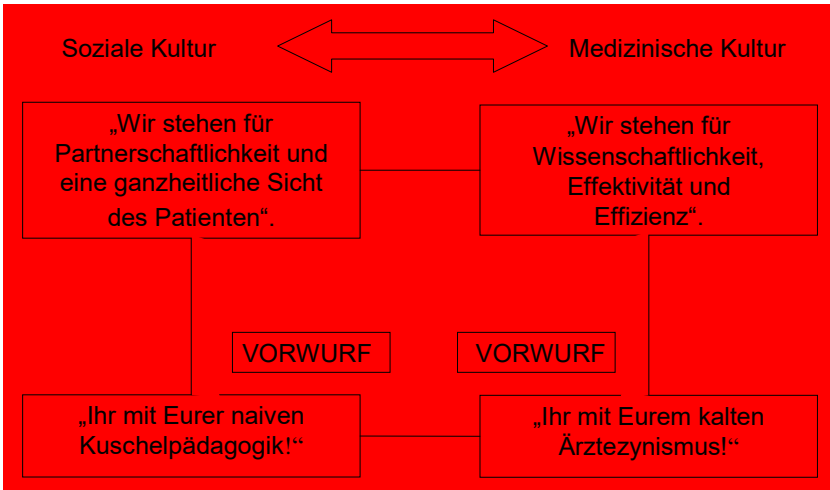 Soziale Kultur
Medizinische Kultur
„Wir stehen für
Partnerschaftlichkeit und
eine ganzheitliche Sicht
des Patienten“.
„Wir stehen für
Wissenschaftlichkeit,
Effektivität und
Effizienz“.
VORWURF
VORWURF
„Ihr mit Eurer naiven
Kuschelpädagogik!“
„Ihr mit Eurem kalten
Ärztezynismus!“